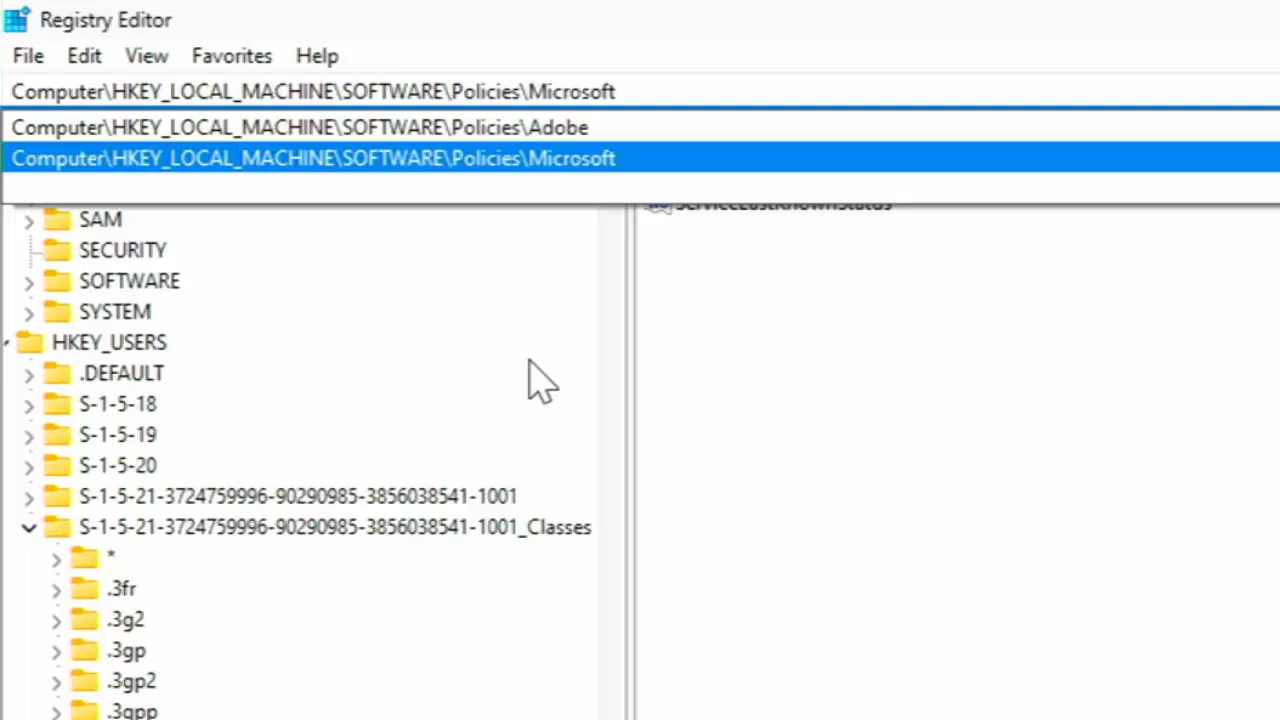 Registry Editor
File Edit View Favorites Help
Computer\HKEY_LOCAL_MACHINE\SOFTWARE\Policies\Microsoft
Computer\HKEY_LOCAL_MACHINE\SOFTWARE\Policies\Adobe
Computer\HKEY_LOCAL_MACHINE\SOFTWARE\Policies\Microsoft
ServiceLastKnownStatus
SAM
SECURITY
SOFTWARE
SYSTEM
HKEY_USERS
.DEFAULT
S-1-5-18
S-1-5-19
S-1-5-20
S-1-5-21-3724759996-90290985-3856038541-1001
S-1-5-21-3724759996-90290985-3856038541-1001_Classes
*
.3fr
.3g2
.3gp
.3gp2
.3gpp